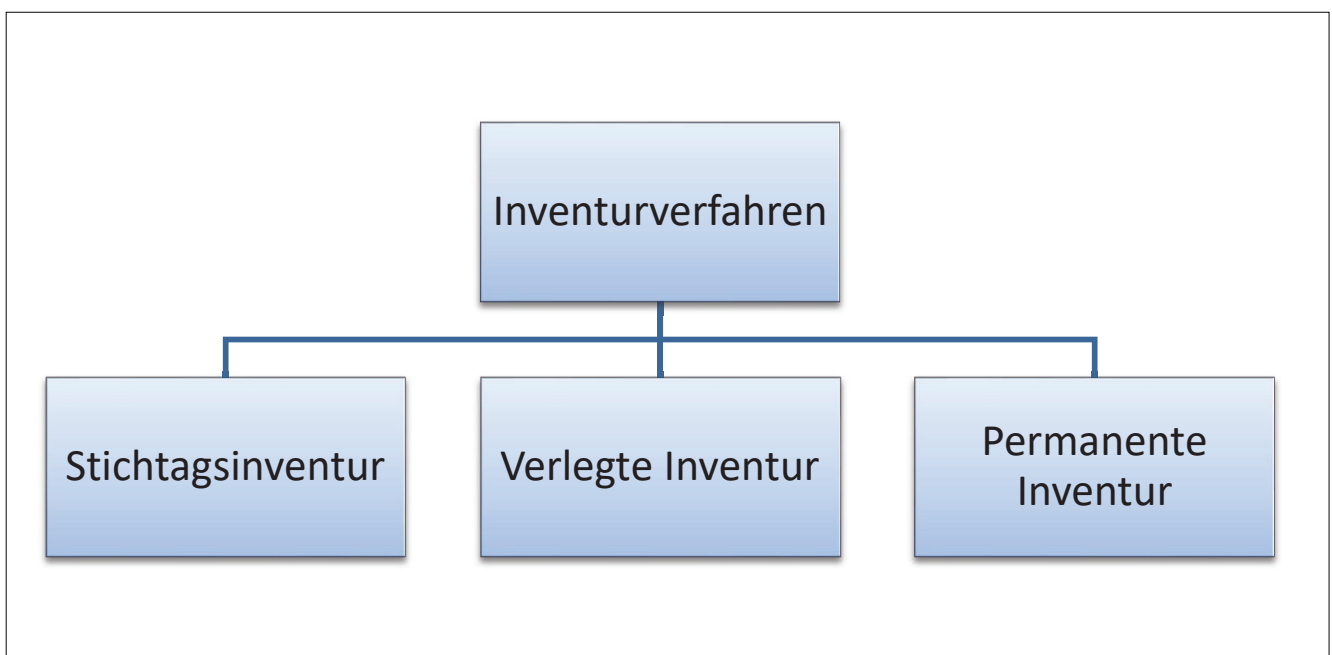 Inventurverfahren
Stichtagsinventur
Verlegte Inventur
Permanente
Inventur